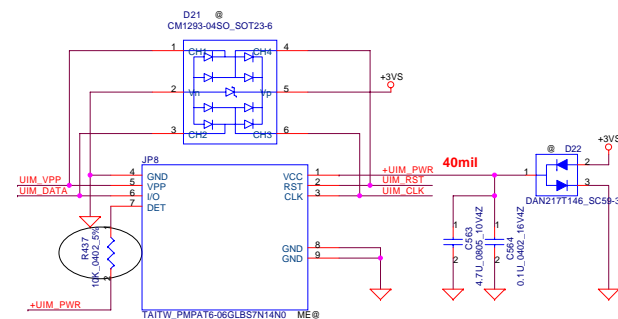 D21 @
CM1293-04SO_SOT23-6
1 CH1 CH4 4
+3VS
2 Vn Vp 5
3 CH2 CH3 6
JP8
40mil
@ D22
+3VS
UIM_VPP
UIM_DATA
4 GND VCC 1 +UIM_PWR
5 VPP RST 2 UIM_RST
6 I/O CLK 3 UIM_CLK
7 DET
1 2
3
DAN217T146_SC59-3
R437
10K_0402_5%
1
2
GND 8
GND 9
1
2
C563
4.7U_0805_10V4Z
1
2
C564
0.1U_0402_16V4Z
+UIM_PWR
TAITW_PMPAT6-06GLBS7N14N0 ME@